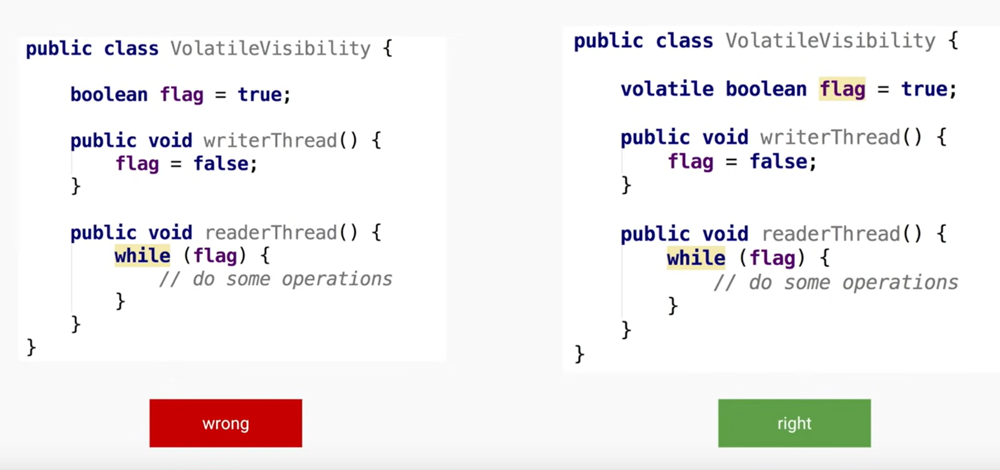 public class VolatileVisibility {
boolean flag = true;
public void writerThread() {
flag = false;
}
public void readerThread() {
while (flag) {
// do some operations
}
}
}
wrong
public class VolatileVisibility {
volatile boolean flag = true;
public void writerThread() {
flag = false;
}
public void readerThread() {
while (flag) {
// do some operations
}
}
}
right